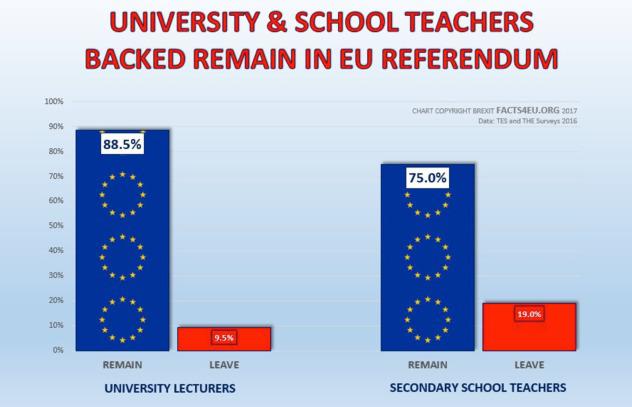 UNIVERSITY & SCHOOL TEACHERS
BACKED REMAIN IN EU REFERENDUM
CHART COPYRIGHT BREXIT FACTS4EU.ORG 2017
Data: TES and THE Surveys 2016
100%
90%
80%
70%
60%
50%
40%
30%
20%
10%
0%
88.5%
9.5%
75.0%
19.0%
REMAIN LEAVE REMAIN LEAVE
UNIVERSITY LECTURERS SECONDARY SCHOOL TEACHERS